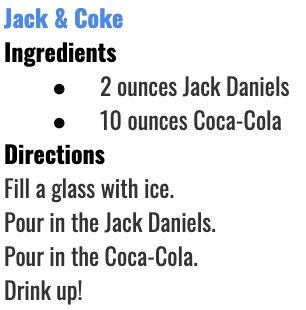 Jack & Coke
Ingredients
● 2 ounces Jack Daniels
● 10 ounces Coca-Cola
Directions
Fill a glass with ice.
Pour in the Jack Daniels.
Pour in the Coca-Cola.
Drink up!